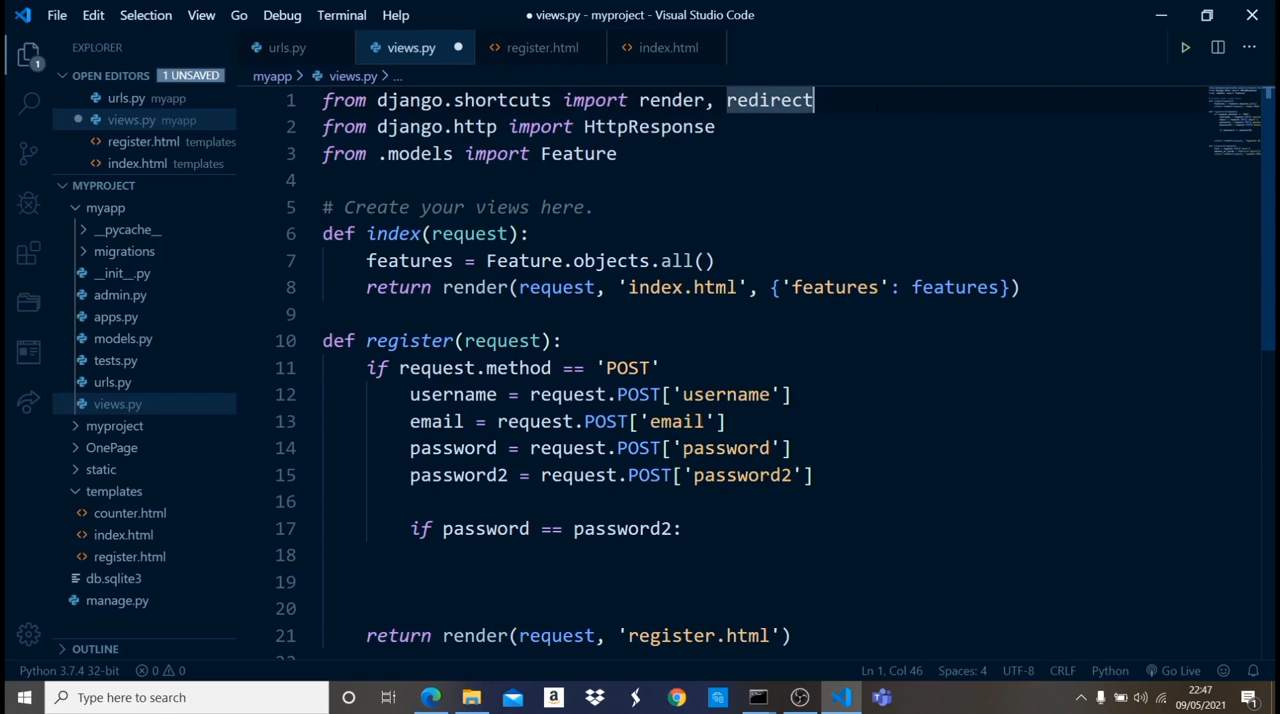 File Edit Selection View Go Debug Terminal Help ● views.py - myproject - Visual Studio Code
EXPLORER
urls.py views.py register.html index.html
OPEN EDITORS 1 UNSAVED
urls.py myapp
views.py myapp
register.html templates
index.html templates
MYPROJECT
myapp
__pycache__
migrations
__init__.py
admin.py
apps.py
models.py
tests.py
urls.py
views.py
myproject
OnePage
static
templates
counter.html
index.html
register.html
db.sqlite3
manage.py
OUTLINE
1
myapp > views.py > ...
1 from django.shortcuts import render, redirect
2 from django.http import HttpResponse
3 from .models import Feature
4
5 # Create your views here.
6 def index(request):
7 features = Feature.objects.all()
8 return render(request, 'index.html', {'features': features})
9
10 def register(request):
11 if request.method == 'POST'
12 username = request.POST['username']
13 email = request.POST['email']
14 password = request.POST['password']
15 password2 = request.POST['password2']
16
17 if password == password2:
18
19
20
21 return render(request, 'register.html')
Python 3.7.4 32-bit 0 0 Ln 1, Col 46 Spaces: 4 UTF-8 CRLF Python Go Live
Type here to search
22:47
09/05/2021
1